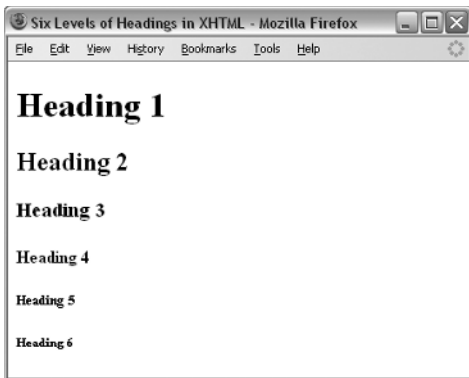 Six Levels of Headings in XHTML - Mozilla Firefox
File Edit View History Bookmarks Tools Help
Heading 1
Heading 2
Heading 3
Heading 4
Heading 5
Heading 6